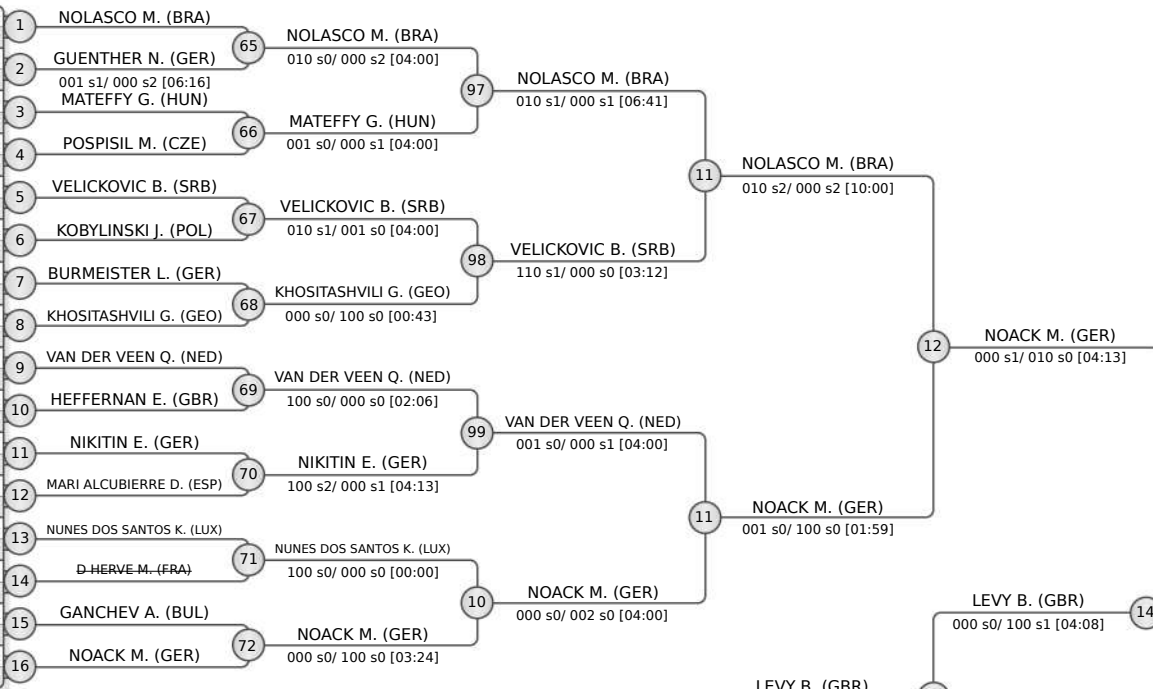 1 NOLASCO M. (BRA)
65 NOLASCO M. (BRA)
010 s0/ 000 s2 [04:00]
2 GUENTHER N. (GER)
001 s1/ 000 s2 [06:16]
97 NOLASCO M. (BRA)
010 s1/ 000 s1 [06:41]
3 MATEFFY G. (HUN)
66 MATEFFY G. (HUN)
001 s0/ 000 s1 [04:00]
4 POSPISIL M. (CZE)
11 NOLASCO M. (BRA)
010 s2/ 000 s2 [10:00]
5 VELICKOVIC B. (SRB)
67 VELICKOVIC B. (SRB)
010 s1/ 001 s0 [04:00]
6 KOBYLINSKI J. (POL)
98 VELICKOVIC B. (SRB)
110 s1/ 000 s0 [03:12]
7 BURMEISTER L. (GER)
68 KHOSITASHVILI G. (GEO)
000 s0/ 100 s0 [00:43]
8 KHOSITASHVILI G. (GEO)
12 NOACK M. (GER)
000 s1/ 010 s0 [04:13]
9 VAN DER VEEN Q. (NED)
69 VAN DER VEEN Q. (NED)
100 s0/ 000 s0 [02:06]
10 HEFFERNAN E. (GBR)
99 VAN DER VEEN Q. (NED)
001 s0/ 000 s1 [04:00]
11 NIKITIN E. (GER)
70 NIKITIN E. (GER)
100 s2/ 000 s1 [04:13]
12 MARI ALCUBIERRE D. (ESP)
11 NOACK M. (GER)
001 s0/ 100 s0 [01:59]
13 NUNES DOS SANTOS K. (LUX)
71 NUNES DOS SANTOS K. (LUX)
100 s0/ 000 s0 [00:00]
14 D HERVE M. (FRA)
10 NOACK M. (GER)
000 s0/ 002 s0 [04:00]
15 GANCHEV A. (BUL)
72 NOACK M. (GER)
000 s0/ 100 s0 [03:24]
16 NOACK M. (GER)
LEVY B. (GBR) 14
000 s0/ 100 s1 [04:08]
LEVY B. (GBR)